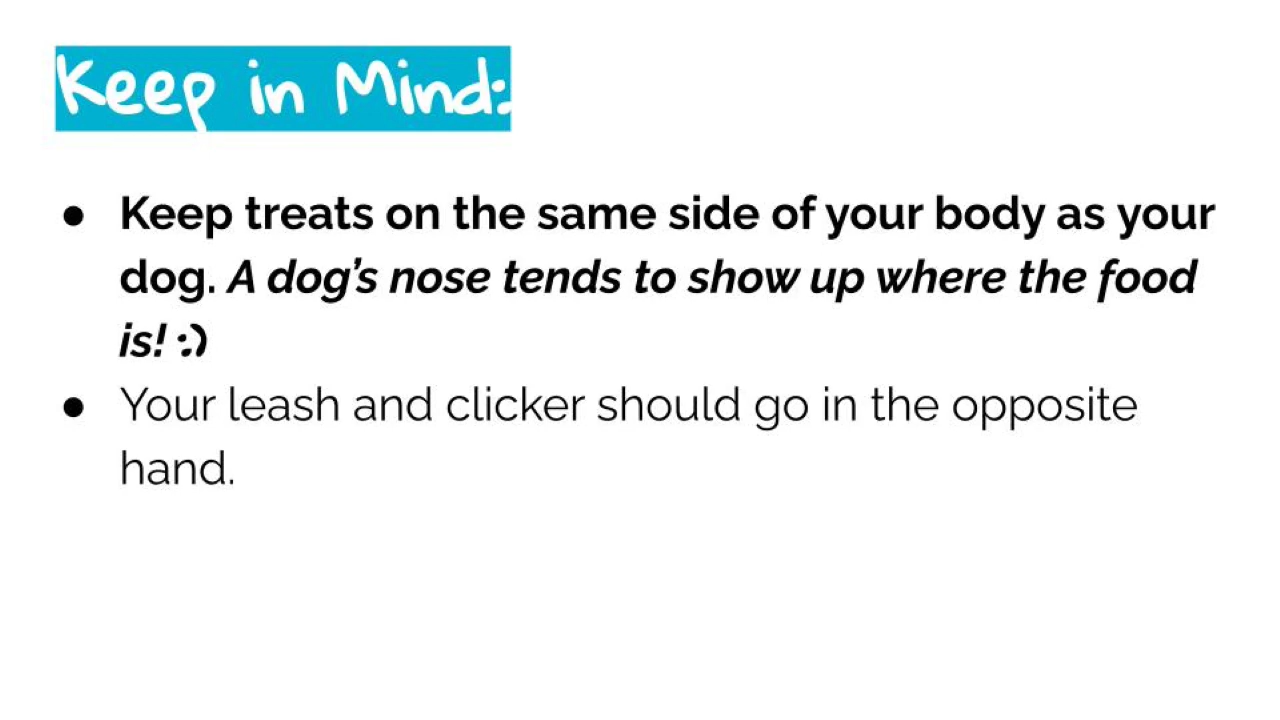 Keep in Mind:
● Keep treats on the same side of your body as your
dog. A dog’s nose tends to show up where the food
is! :)
● Your leash and clicker should go in the opposite
hand.